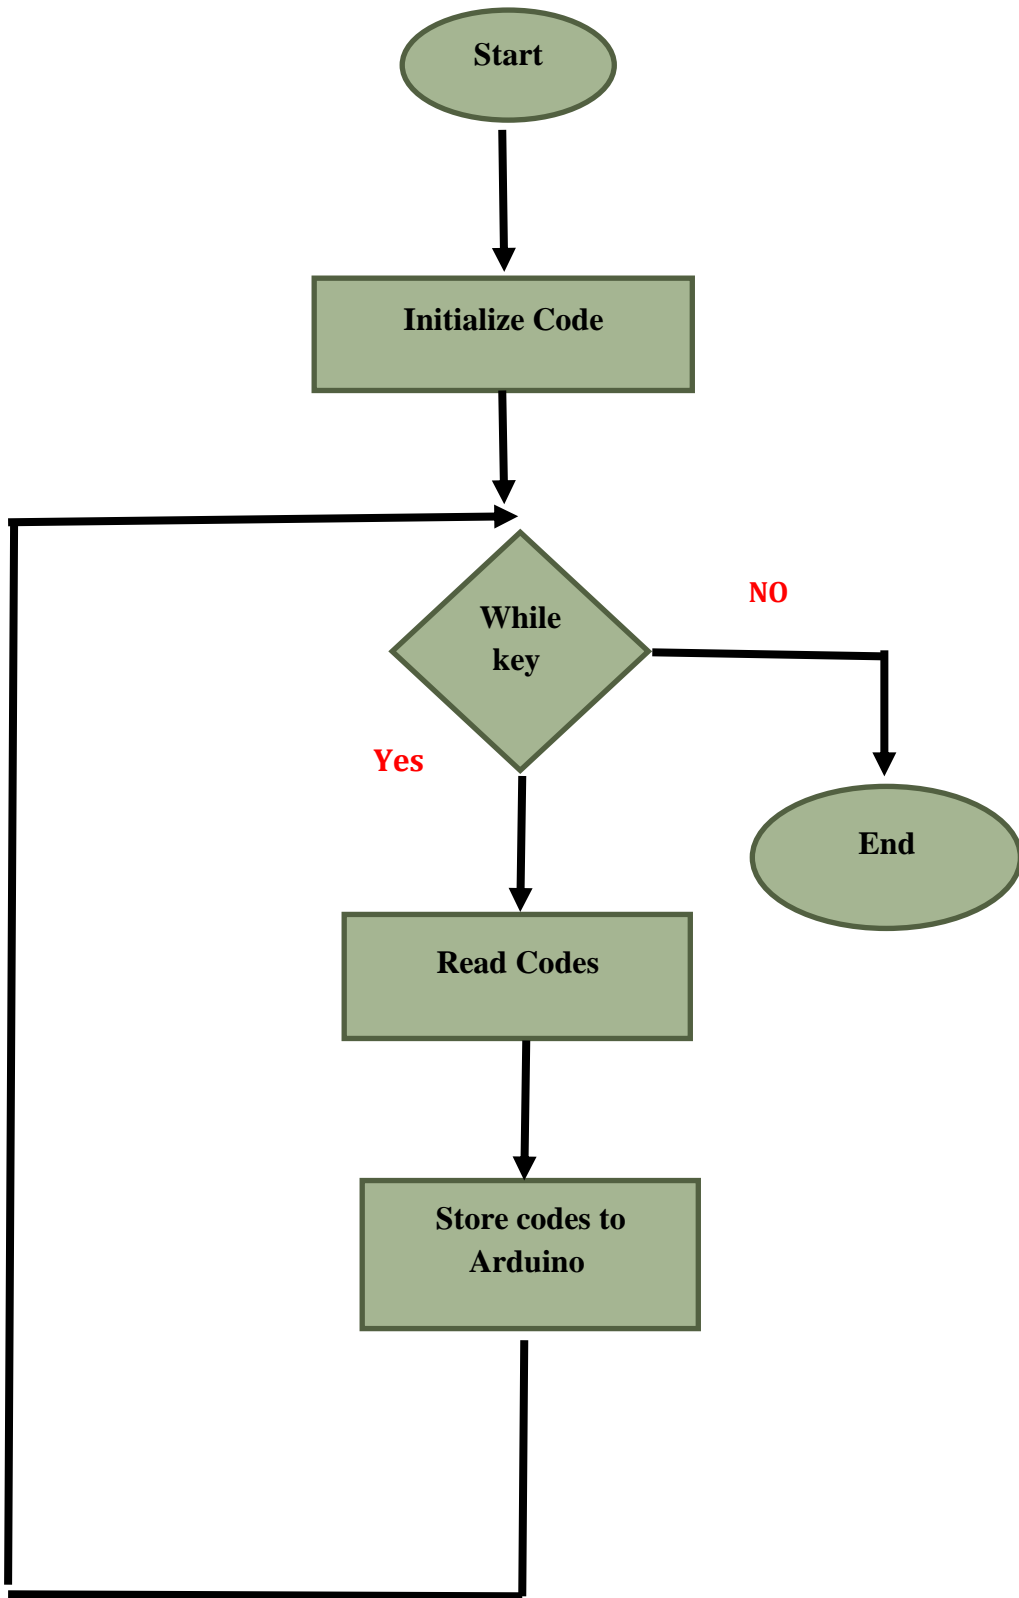 Start
Initialize Code
While
key
NO
Yes
End
Read Codes
Store codes to
Arduino